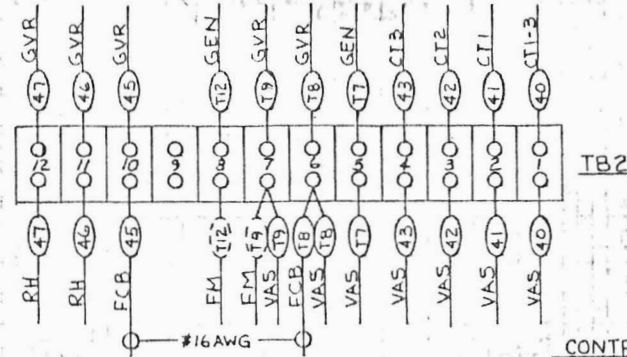 GVR GVR GVR GEN GVR GVR GEN CT3 CT2 CT1 CT1-3
47 46 45 T12 T9 T8 T7 43 42 41 40
12 11 10 9 8 7 6 5 4 3 2 1 TB2
47 46 45 T12 T9 T9 T8 T8 T7 43 42 41 40
RH RH FCB FM FM VAS FCB VAS VAS VAS VAS VAS VAS
#16AWG
CONTR